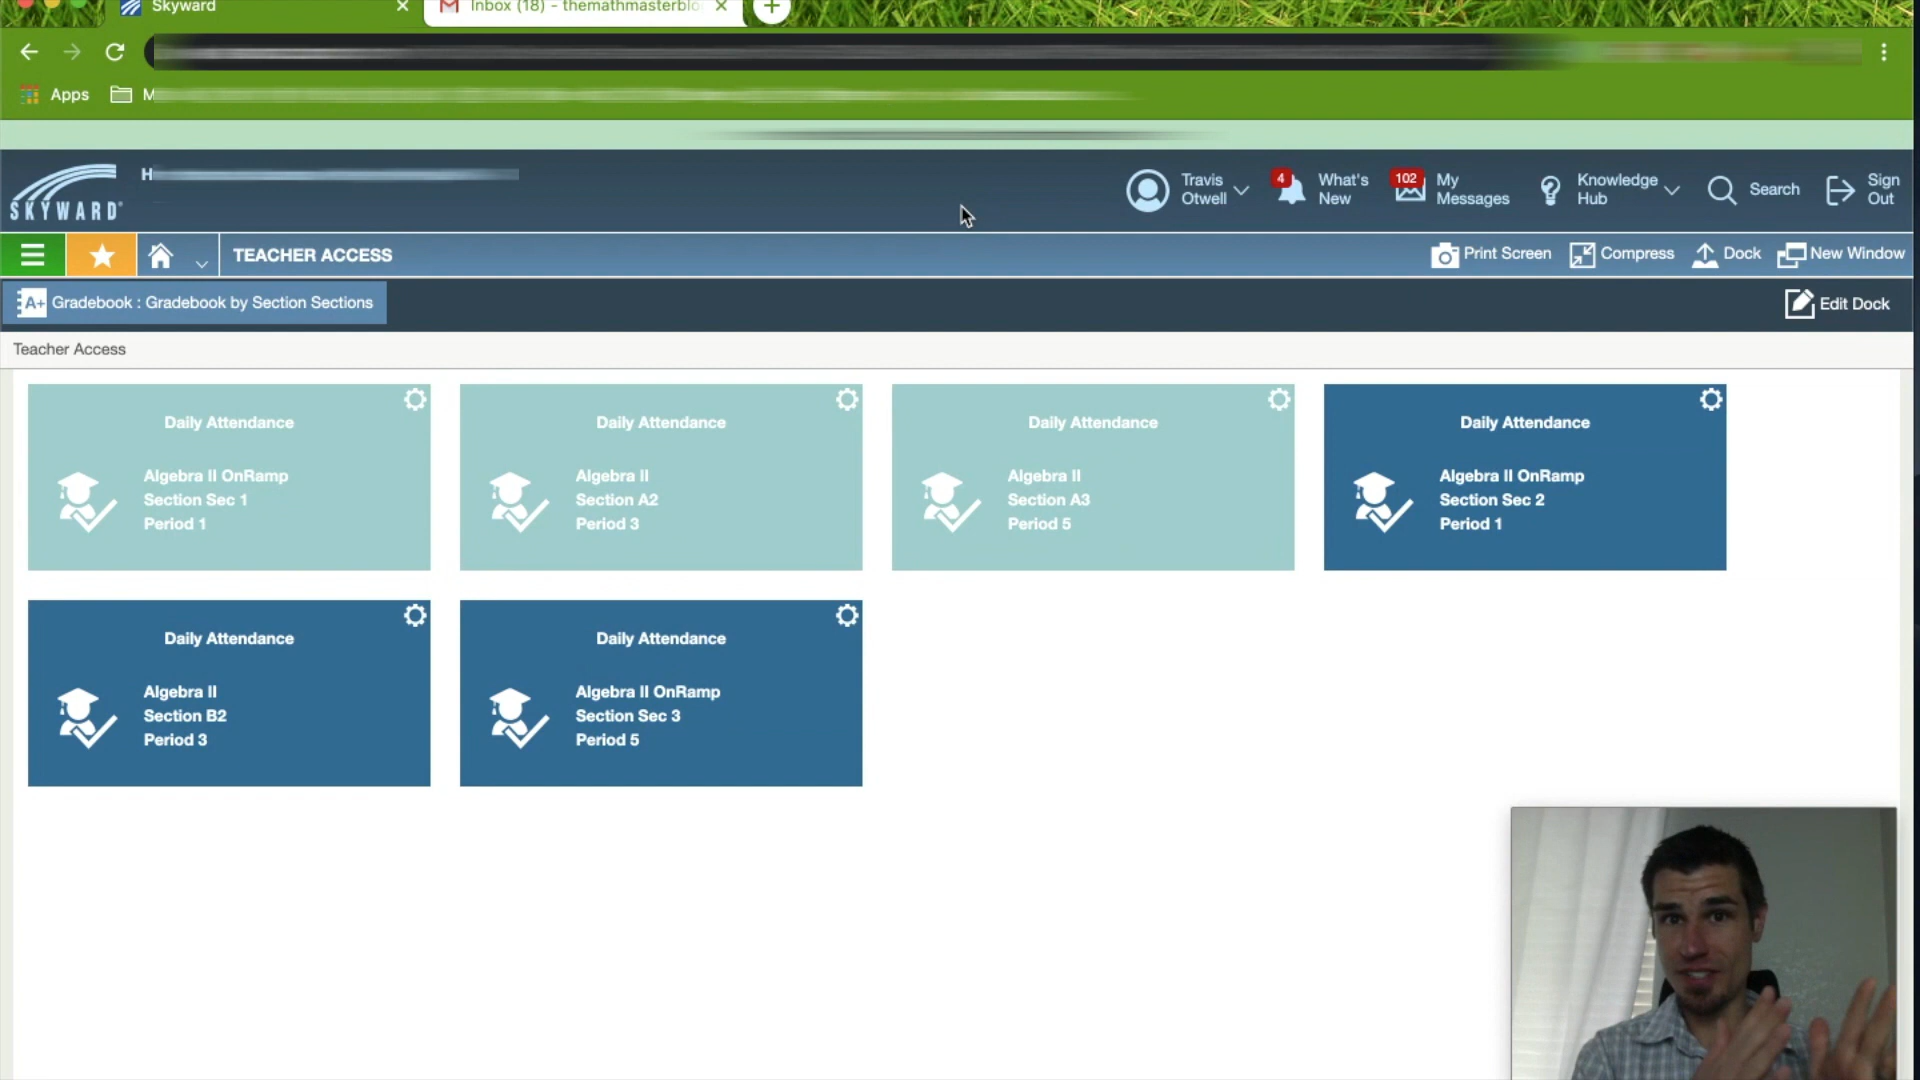 Skyward
Inbox (18) - themathmasterblo
Apps
M
H
SKYWARD
Travis
Otwell
4
What's
New
102
My
Messages
Knowledge
Hub
Search
Sign
Out
TEACHER ACCESS
Print Screen
Compress
Dock
New Window
A+ Gradebook : Gradebook by Section Sections
Edit Dock
Teacher Access
Daily Attendance
Algebra II OnRamp
Section Sec 1
Period 1
Daily Attendance
Algebra II
Section A2
Period 3
Daily Attendance
Algebra II
Section A3
Period 5
Daily Attendance
Algebra II OnRamp
Section Sec 2
Period 1
Daily Attendance
Algebra II
Section B2
Period 3
Daily Attendance
Algebra II OnRamp
Section Sec 3
Period 5